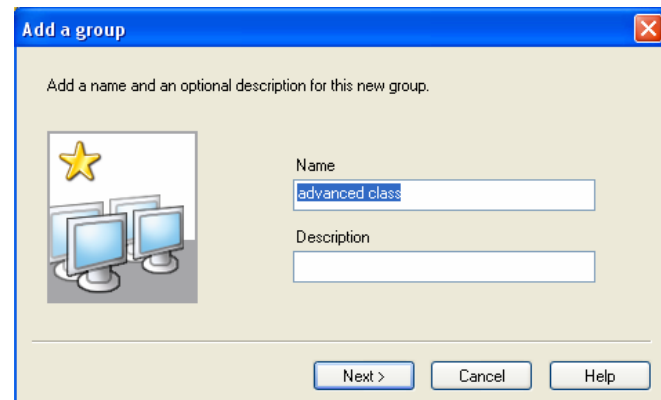 Add a group
Add a name and an optional description for this new group.
Name
advanced class
Description
Next >
Cancel
Help